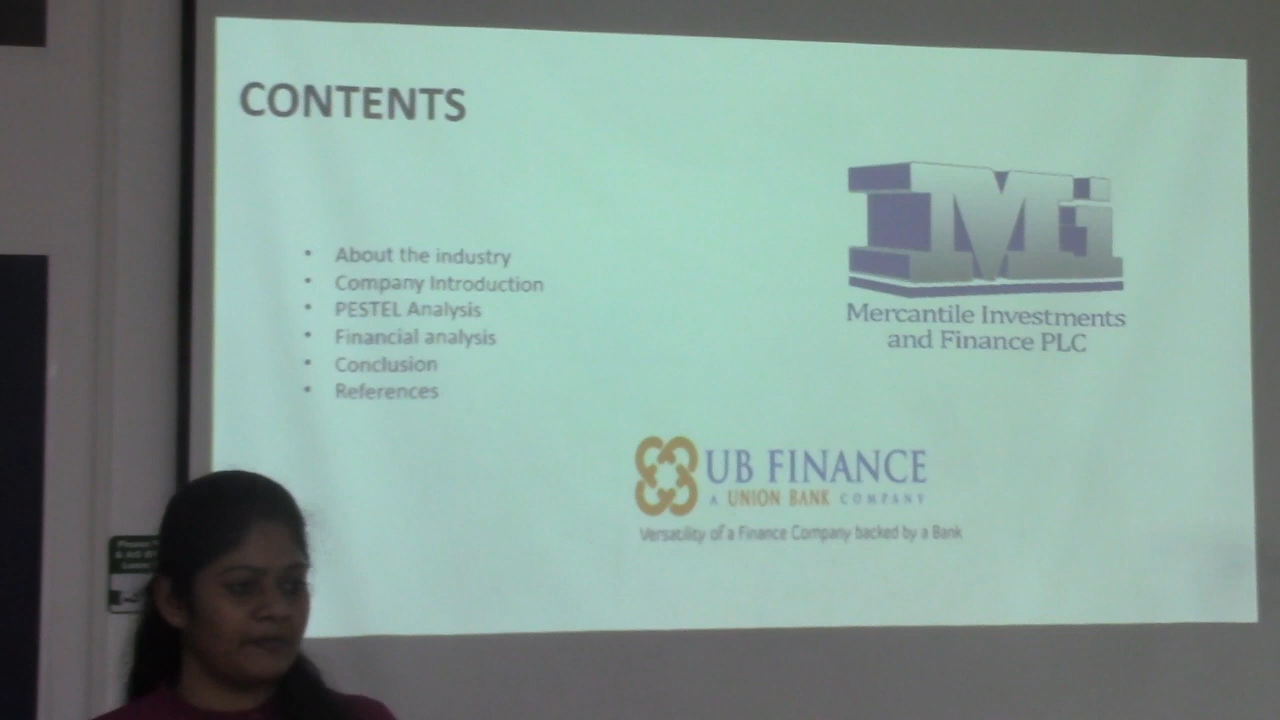 CONTENTS
• About the industry
• Company Introduction
• PESTEL Analysis
• Financial analysis
• Conclusion
• References
Mi
Mercantile Investments
and Finance PLC
UB FINANCE
A UNION BANK COMPANY
Versatility of a Finance Company backed by a Bank